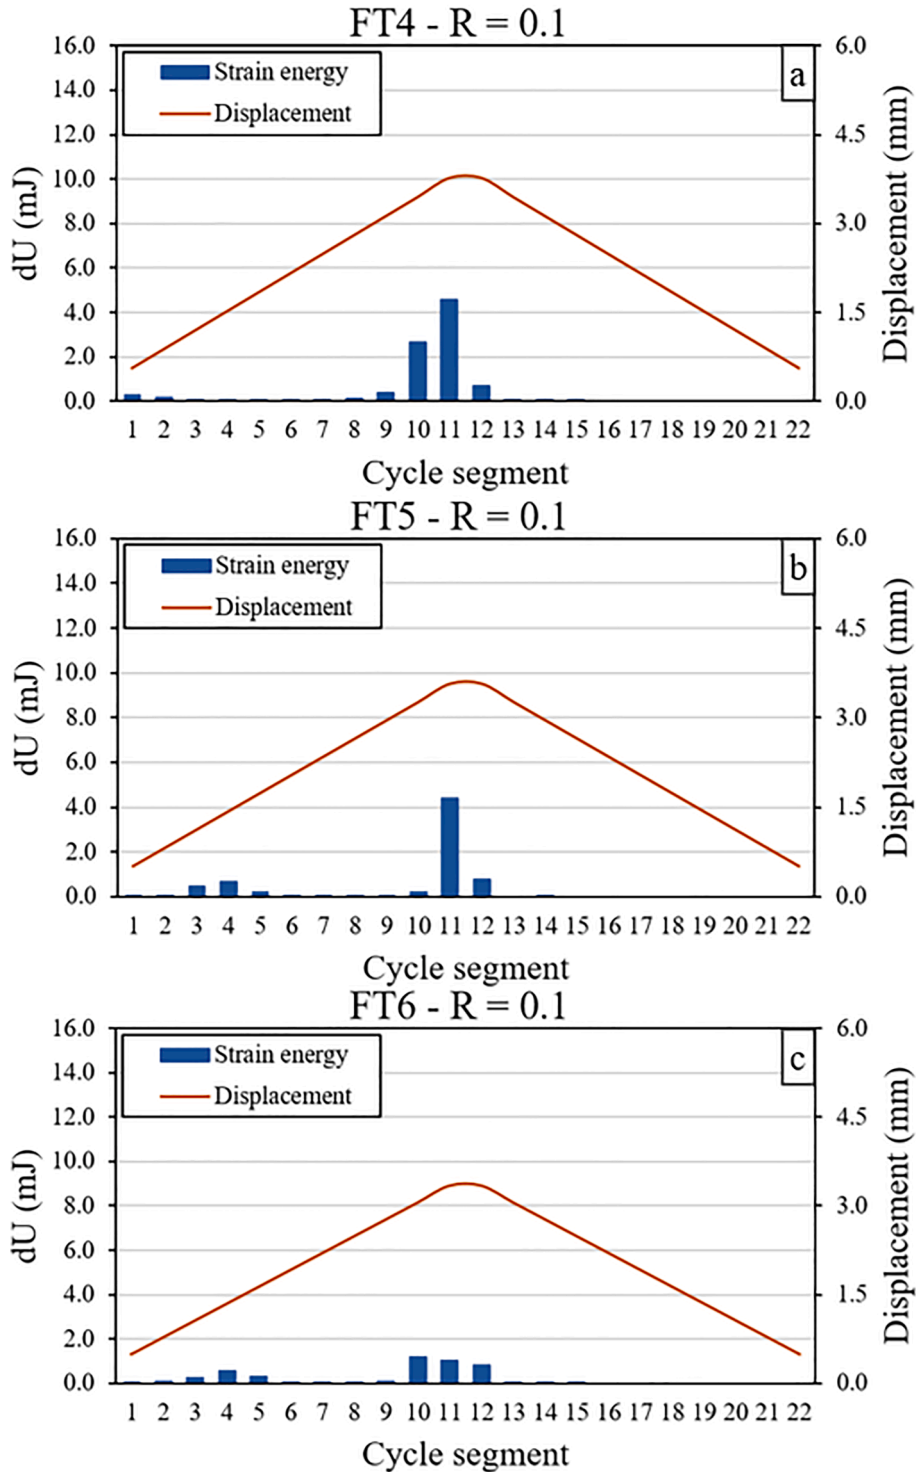 FT4 - R = 0.1
16.0
14.0
12.0
10.0
8.0
6.0
4.0
2.0
0.0
dU (mJ)
Strain energy
Displacement
a
6.0
4.5
3.0
1.5
0.0
Displacement (mm)
1 2 3 4 5 6 7 8 9 10 11 12 13 14 15 16 17 18 19 20 21 22
Cycle segment
FT5 - R = 0.1
16.0
14.0
12.0
10.0
8.0
6.0
4.0
2.0
0.0
dU (mJ)
Strain energy
Displacement
b
6.0
4.5
3.0
1.5
0.0
Displacement (mm)
1 2 3 4 5 6 7 8 9 10 11 12 13 14 15 16 17 18 19 20 21 22
Cycle segment
FT6 - R = 0.1
16.0
14.0
12.0
10.0
8.0
6.0
4.0
2.0
0.0
dU (mJ)
Strain energy
Displacement
c
6.0
4.5
3.0
1.5
0.0
Displacement (mm)
1 2 3 4 5 6 7 8 9 10 11 12 13 14 15 16 17 18 19 20 21 22
Cycle segment